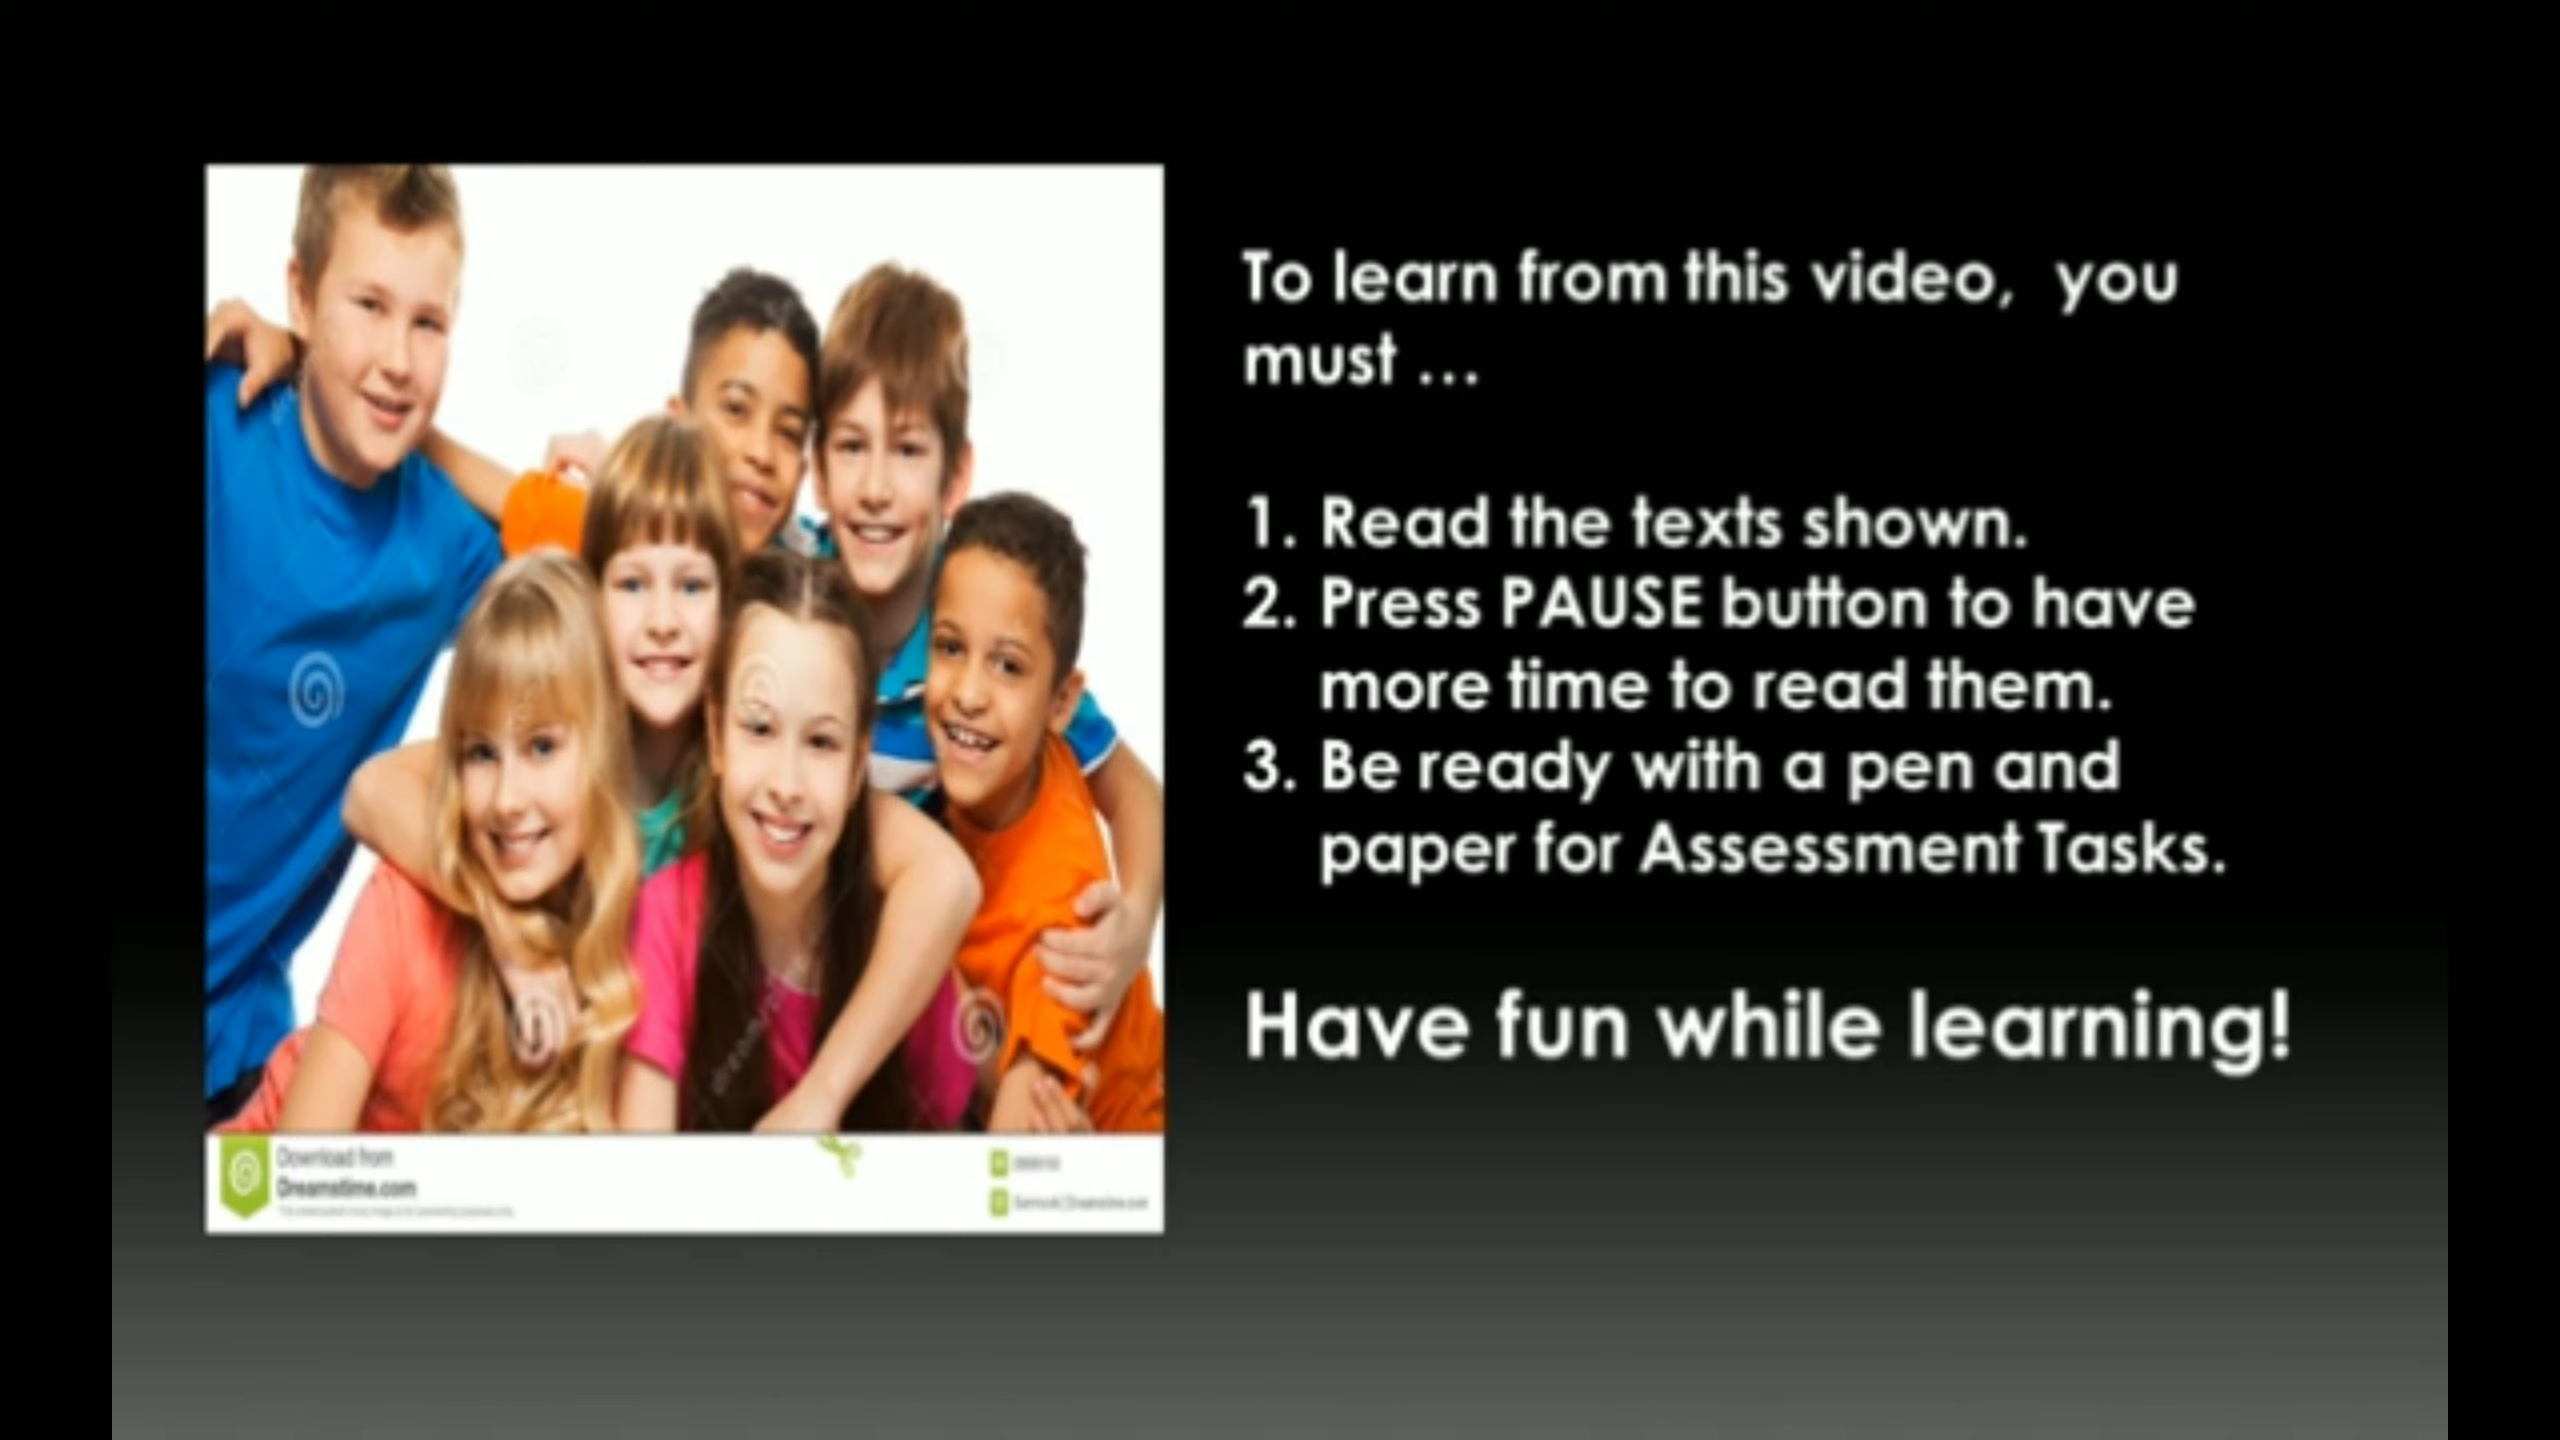 To learn from this video, you
must ...
1. Read the texts shown.
2. Press PAUSE button to have
more time to read them.
3. Be ready with a pen and
paper for Assessment Tasks.
Have fun while learning!
Download from
Dreamstime.com